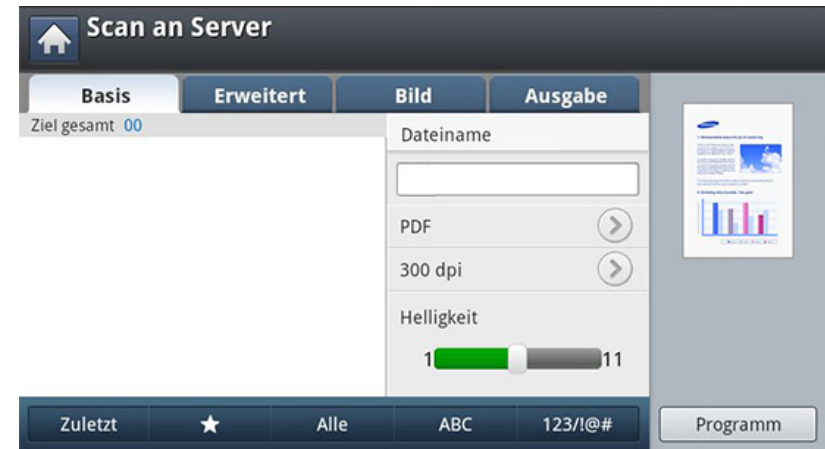 Scan an Server
Basis
Erweitert
Bild
Ausgabe
Ziel gesamt 00
Dateiname
PDF
300 dpi
Helligkeit
1
11
Zuletzt
★
Alle
ABC
123/!@#
Programm